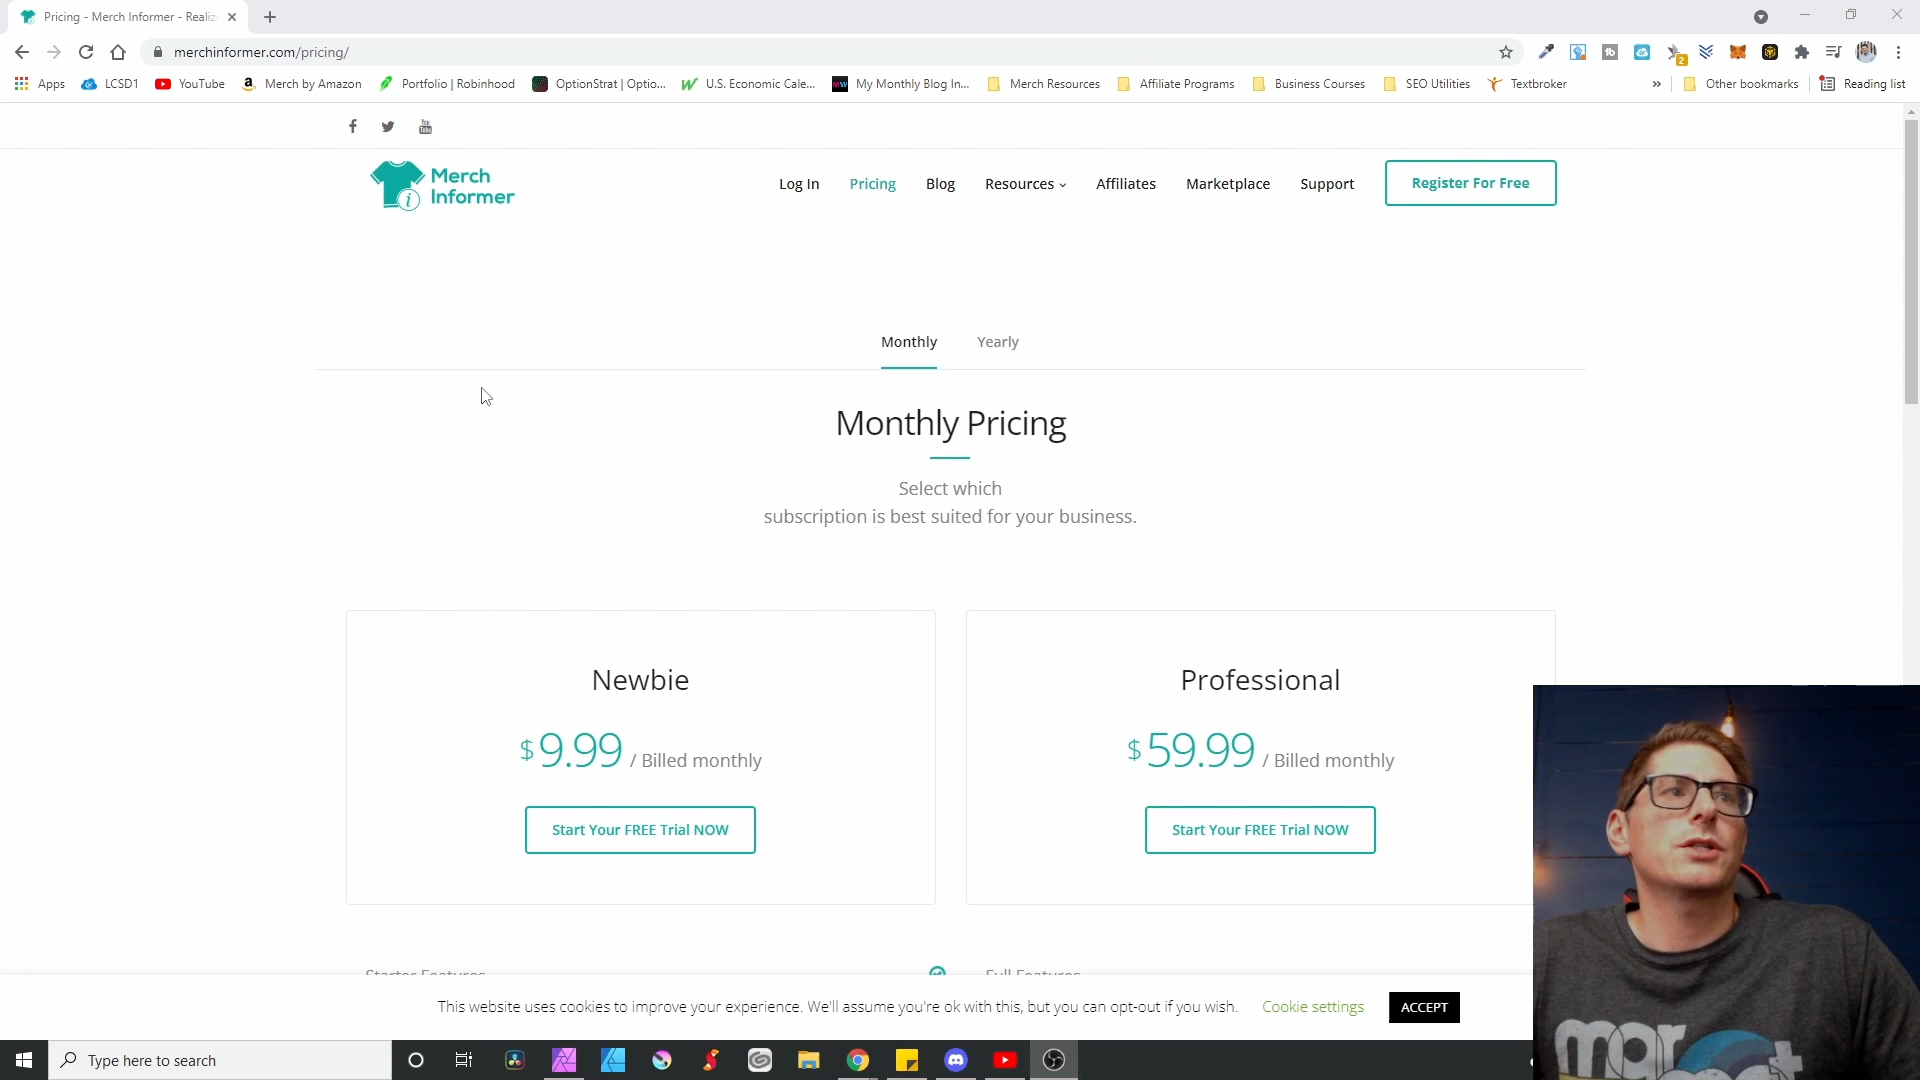 Pricing - Merch Informer - Realiz
merchinformer.com/pricing/
2
Apps
LCSD1
YouTube
Merch by Amazon
Portfolio | Robinhood
OptionStrat | Optio...
U.S. Economic Cale...
My Monthly Blog In...
Merch Resources
Affiliate Programs
Business Courses
SEO Utilities
Textbroker
»
Other bookmarks
Reading list
Merch
Informer
Log In
Pricing
Blog
Resources
Affiliates
Marketplace
Support
Register For Free
Monthly
Yearly
Monthly Pricing
Select which
subscription is best suited for your business.
Newbie
$9.99 / Billed monthly
Start Your FREE Trial NOW
Professional
$59.99 / Billed monthly
Start Your FREE Trial NOW
Starter Features
Full Features
This website uses cookies to improve your experience. We'll assume you're ok with this, but you can opt-out if you wish.
Cookie settings
ACCEPT
Type here to search